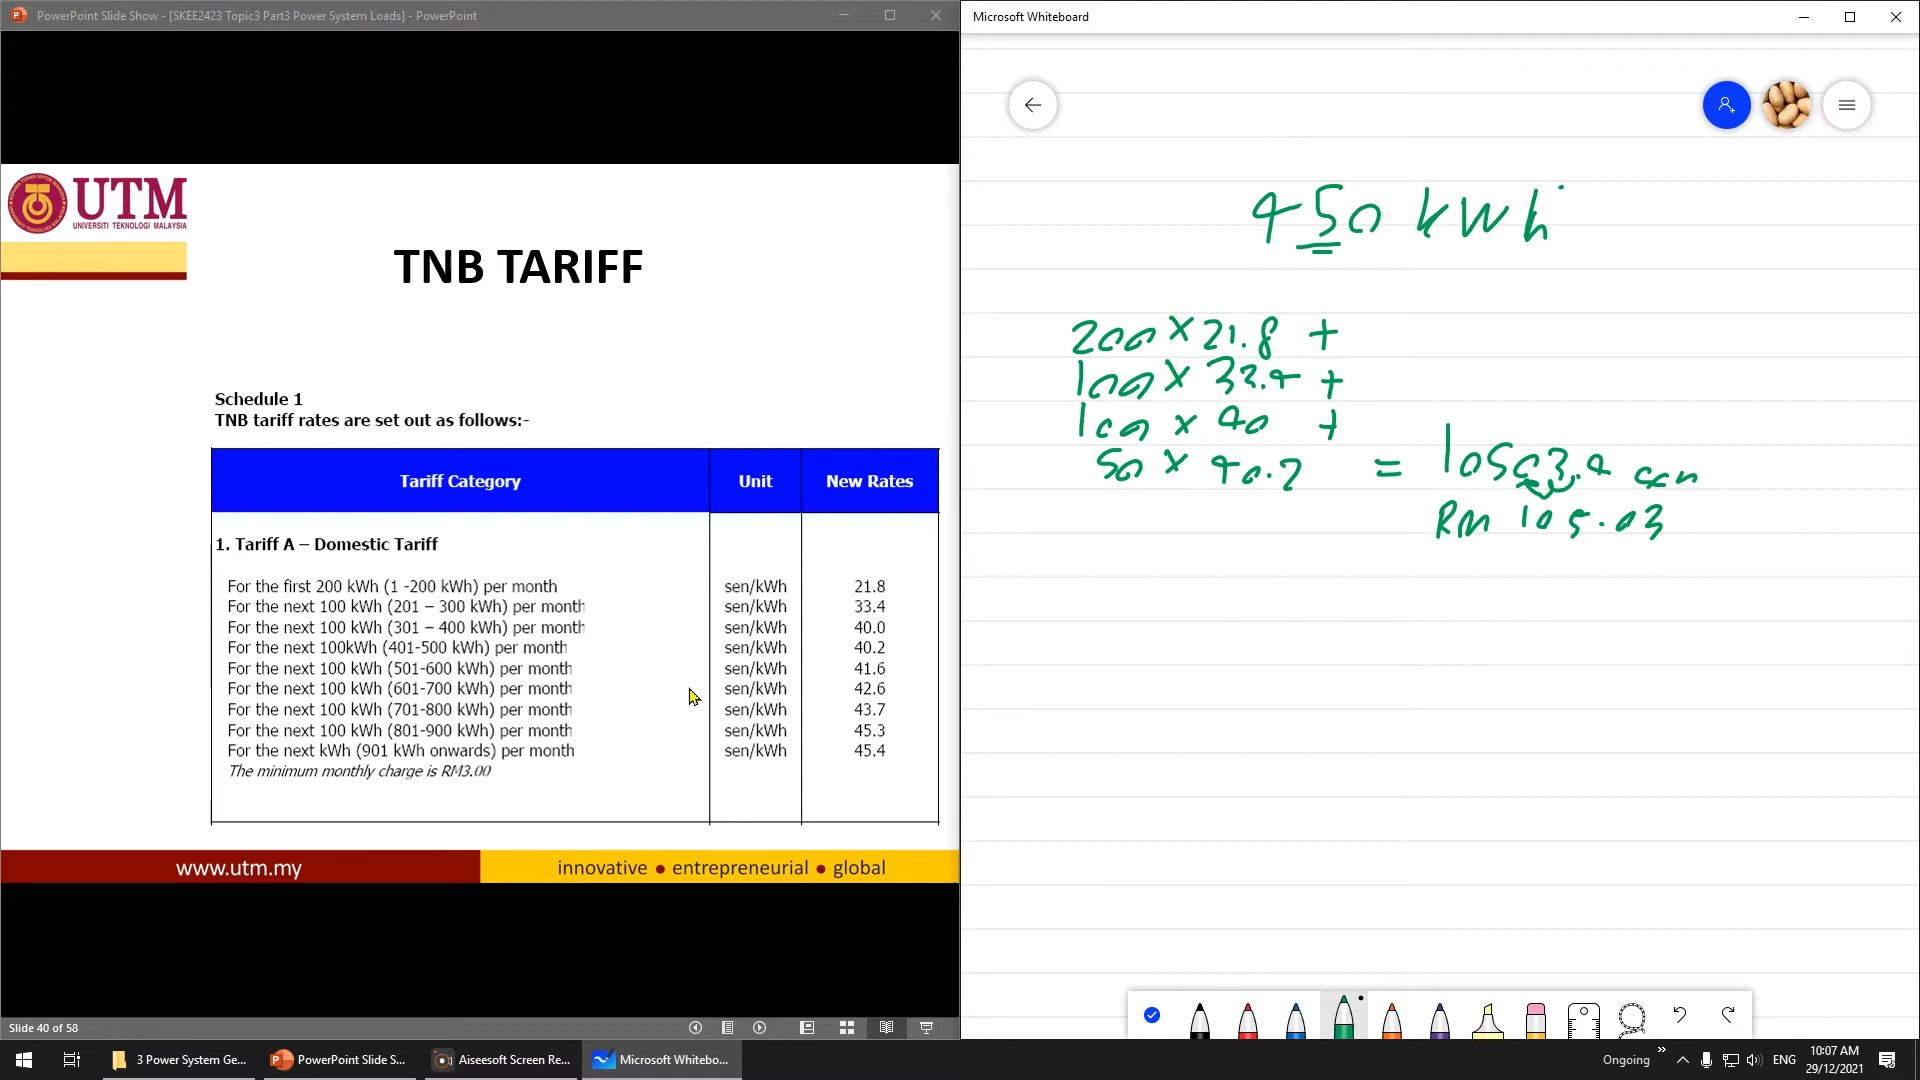 PowerPoint Slide Show - [SKEE2423 Topic3 Part3 Power System Loads] - PowerPoint
UTM
UNIVERSITI TEKNOLOGI MALAYSIA
TNB TARIFF
Schedule 1
TNB tariff rates are set out as follows:-
Tariff Category Unit New Rates
1. Tariff A – Domestic Tariff
For the first 200 kWh (1 -200 kWh) per month sen/kWh 21.8
For the next 100 kWh (201 – 300 kWh) per month sen/kWh 33.4
For the next 100 kWh (301 – 400 kWh) per month sen/kWh 40.0
For the next 100kWh (401-500 kWh) per month sen/kWh 40.2
For the next 100 kWh (501-600 kWh) per month sen/kWh 41.6
For the next 100 kWh (601-700 kWh) per month sen/kWh 42.6
For the next 100 kWh (701-800 kWh) per month sen/kWh 43.7
For the next 100 kWh (801-900 kWh) per month sen/kWh 45.3
For the next kWh (901 kWh onwards) per month sen/kWh 45.4
The minimum monthly charge is RM3.00
www.utm.my
innovative ● entrepreneurial ● global
Slide 40 of 58
Microsoft Whiteboard
450 kWh
200 × 21.8 +
100 × 33.4 +
100 × 40 +
50 × 40.2 = 10503.4 sen
RM 105.03
3 Power System Ge...
PowerPoint Slide S...
Aiseesoft Screen Re...
Microsoft Whitebo...
Ongoing
ENG
10:07 AM
29/12/2021